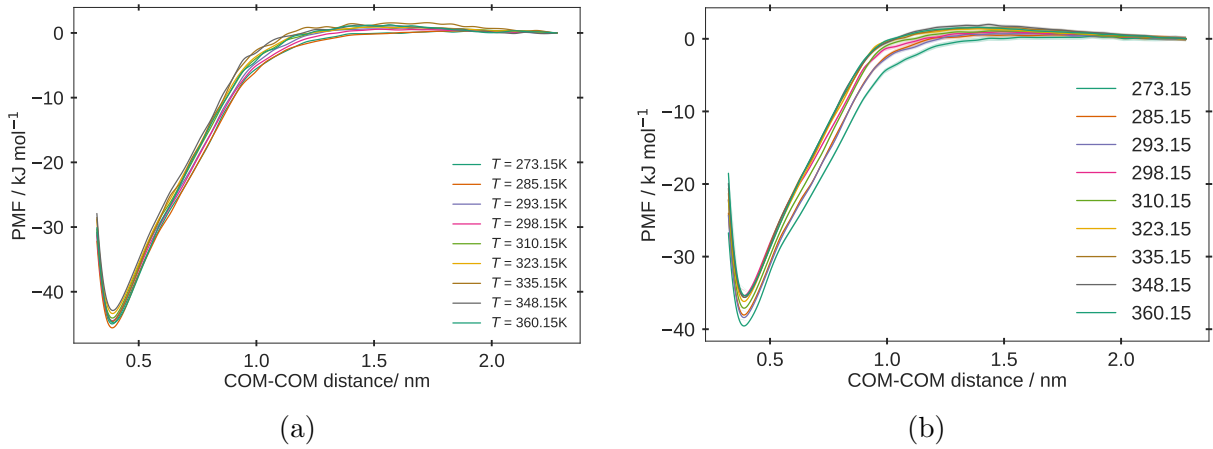 0
−10
−20
−30
−40
PMF / kJ mol−1
0.5
1.0
1.5
2.0
COM-COM distance/ nm
T = 273.15K
T = 285.15K
T = 293.15K
T = 298.15K
T = 310.15K
T = 323.15K
T = 335.15K
T = 348.15K
T = 360.15K
(a)
0
−10
−20
−30
−40
PMF / kJ mol−1
0.5
1.0
1.5
2.0
COM-COM distance / nm
273.15
285.15
293.15
298.15
310.15
323.15
335.15
348.15
360.15
(b)